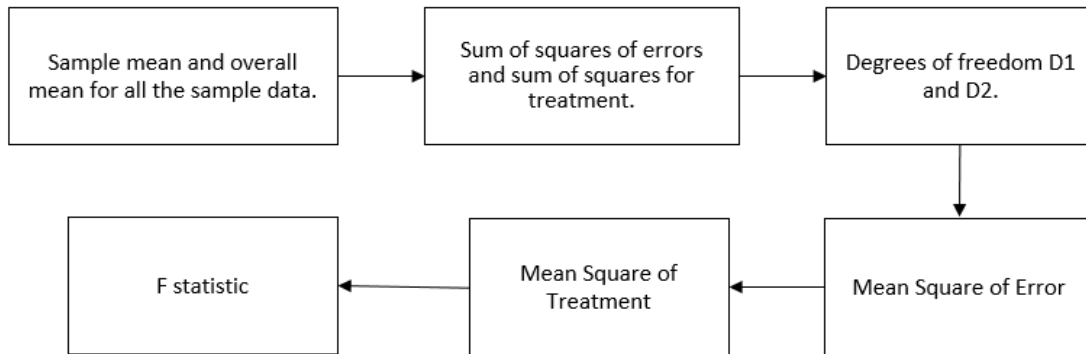 Sample mean and overall
mean for all the sample data.
Sum of squares of errors
and sum of squares for
treatment.
Degrees of freedom D1
and D2.
Mean Square of Error
Mean Square of
Treatment
F statistic